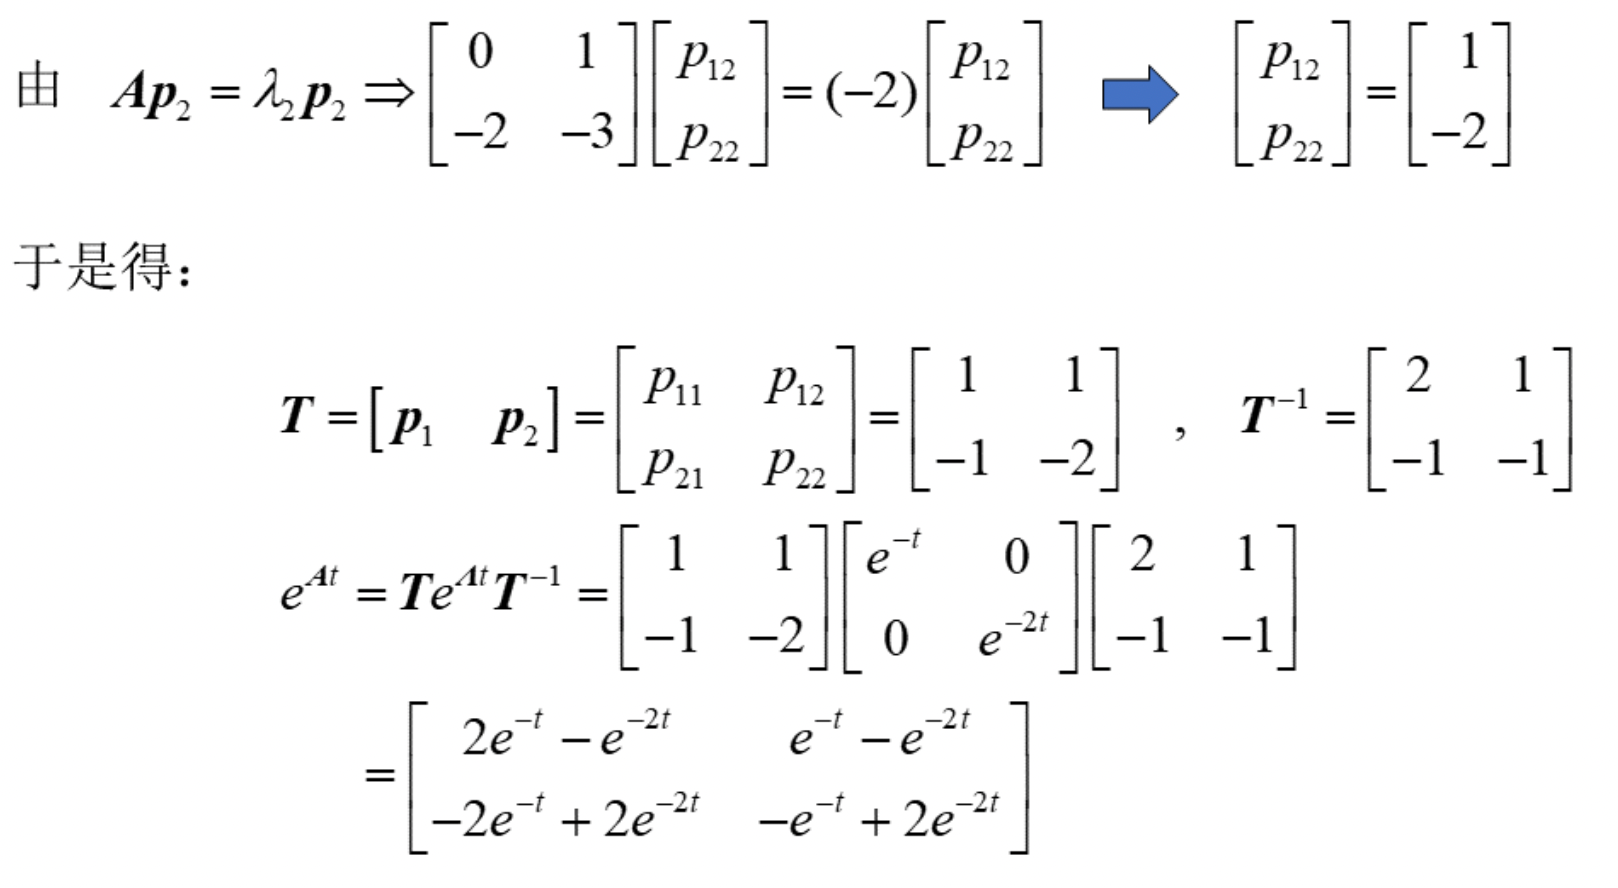 由 Ap₂ = λ₂p₂ ⇒ [0 1; −2 −3][p₁₂; p₂₂] = (−2)[p₁₂; p₂₂] [p₁₂; p₂₂] = [1; −2]
于是得：
T = [p₁ p₂] = [p₁₁ p₁₂; p₂₁ p₂₂] = [1 1; −1 −2] , T⁻¹ = [2 1; −1 −1]
e^{At} = Te^{Λt}T⁻¹ = [1 1; −1 −2][e^{−t} 0; 0 e^{−2t}][2 1; −1 −1]
= [2e^{−t} − e^{−2t} e^{−t} − e^{−2t}; −2e^{−t} + 2e^{−2t} −e^{−t} + 2e^{−2t}]